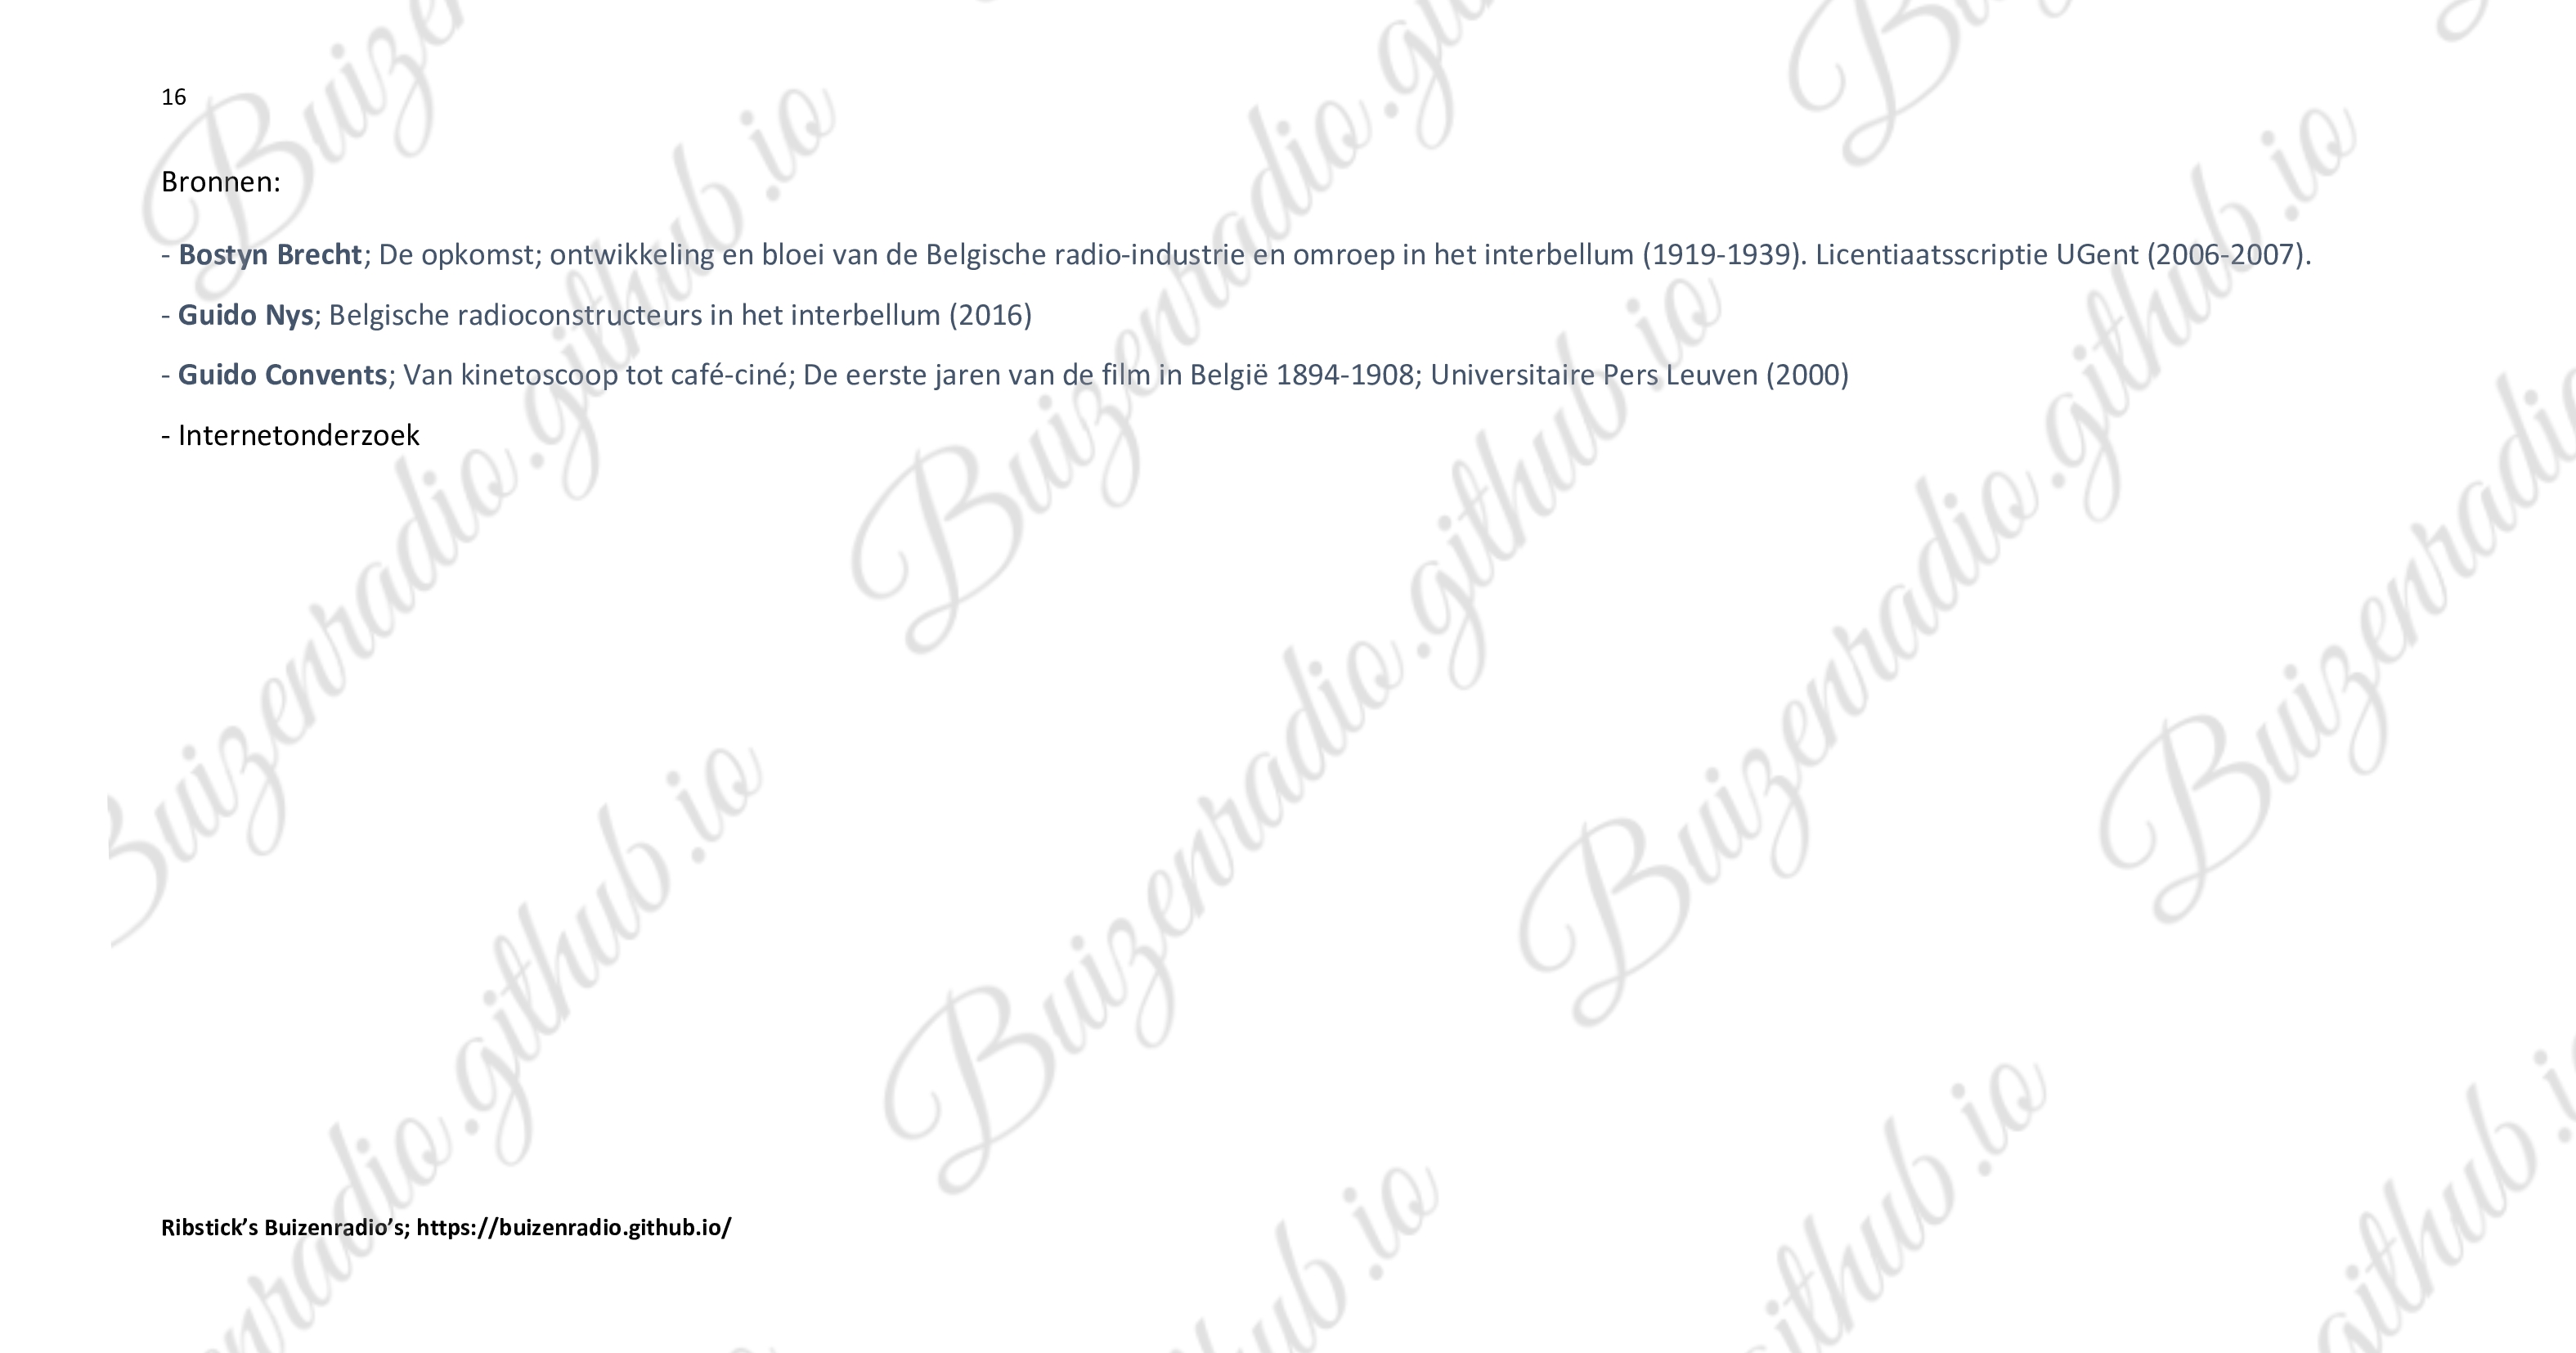 16
Bronnen:
- Bostyn Brecht; De opkomst; ontwikkeling en bloei van de Belgische radio-industrie en omroep in het interbellum (1919-1939). Licentiaatsscriptie UGent (2006-2007).
- Guido Nys; Belgische radioconstructeurs in het interbellum (2016)
- Guido Convents; Van kinetoscoop tot café-ciné; De eerste jaren van de film in België 1894-1908; Universitaire Pers Leuven (2000)
- Internetonderzoek
Ribstick’s Buizenradio’s; https://buizenradio.github.io/
Buizenradio.github.io